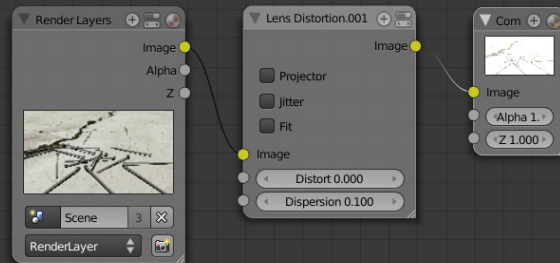 Render Layers
Image
Alpha
Z
Scene
3
RenderLayer
Lens Distortion.001
Image
Projector
Jitter
Fit
Image
Distort 0.000
Dispersion 0.100
Com
Image
Alpha 1.
Z 1.000